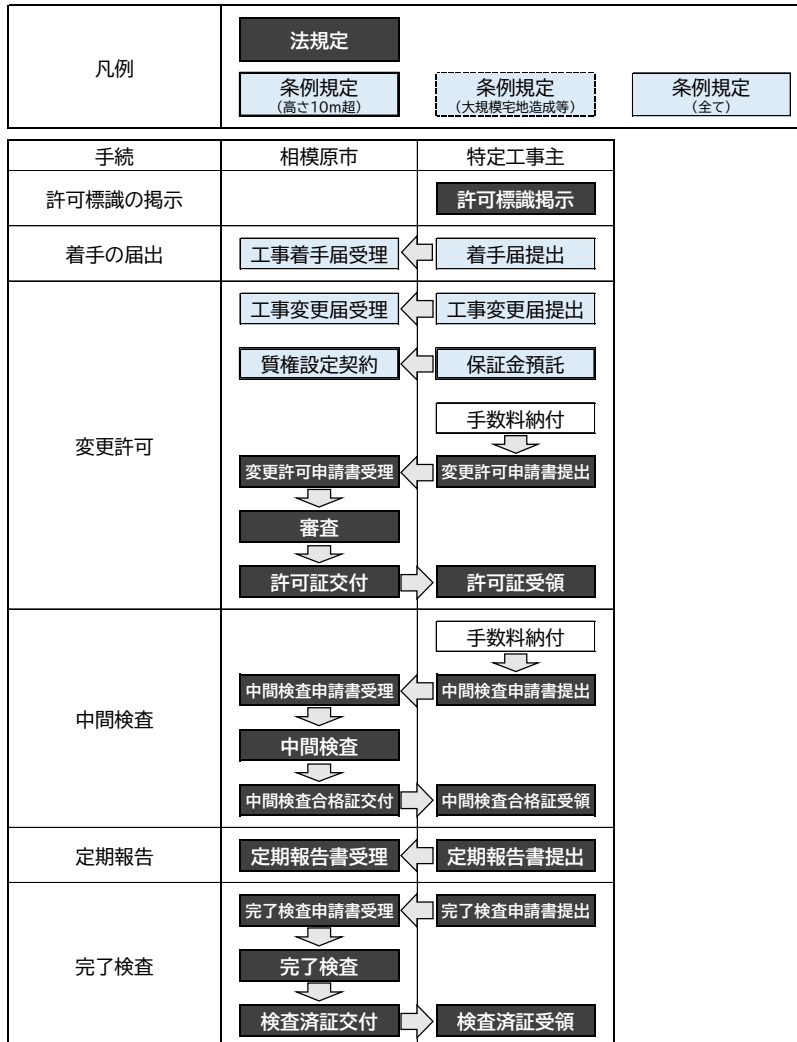 凡例
法規定
条例規定
（高さ10m超）
条例規定
（大規模宅地造成等）
条例規定
（全て）
手続 相模原市 特定工事主
許可標識の掲示 許可標識掲示
着手の届出 工事着手届受理 着手届提出
変更許可
工事変更届受理 工事変更届提出
質権設定契約 保証金預託
手数料納付
変更許可申請書受理 変更許可申請書提出
審査
許可証交付 許可証受領
中間検査
手数料納付
中間検査申請書受理 中間検査申請書提出
中間検査
中間検査合格証交付 中間検査合格証受領
定期報告 定期報告書受理 定期報告書提出
完了検査
完了検査申請書受理 完了検査申請書提出
完了検査
検査済証交付 検査済証受領